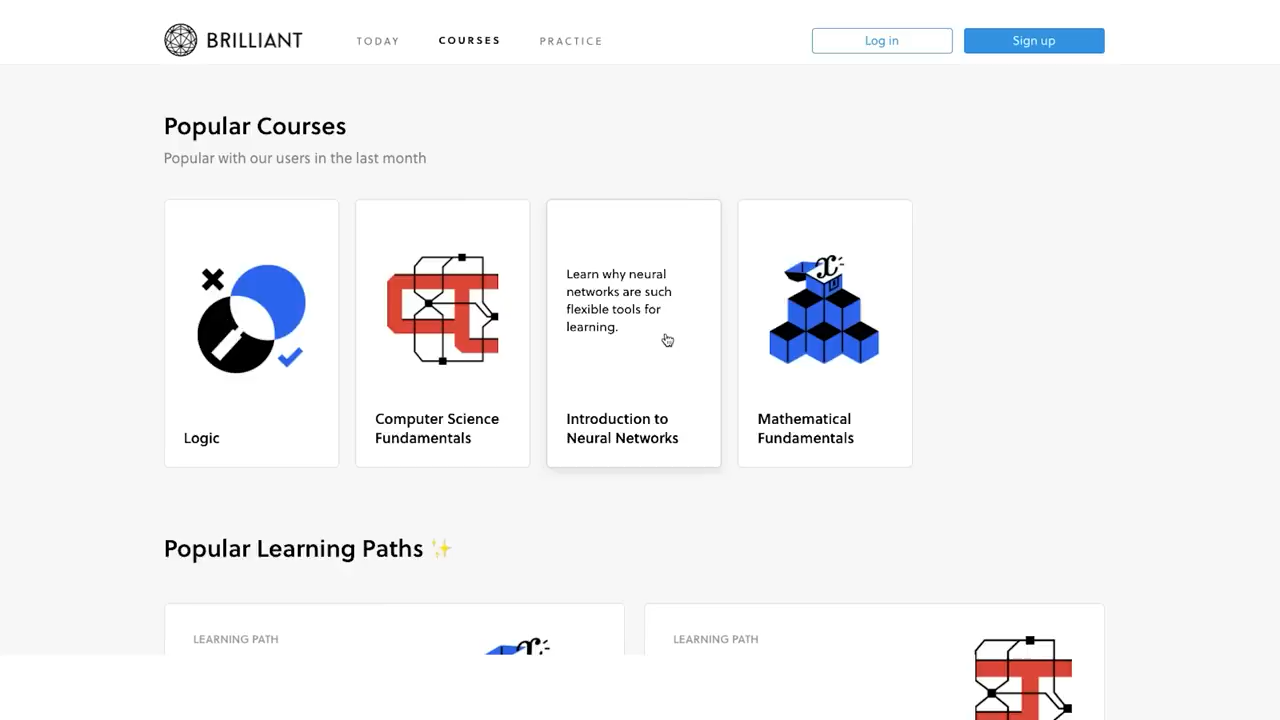 BRILLIANT
TODAY
COURSES
PRACTICE
Log in
Sign up
Popular Courses
Popular with our users in the last month
Logic
Computer Science
Fundamentals
Learn why neural
networks are such
flexible tools for
learning.
Introduction to
Neural Networks
x
Mathematical
Fundamentals
Popular Learning Paths ✨
LEARNING PATH
x
LEARNING PATH